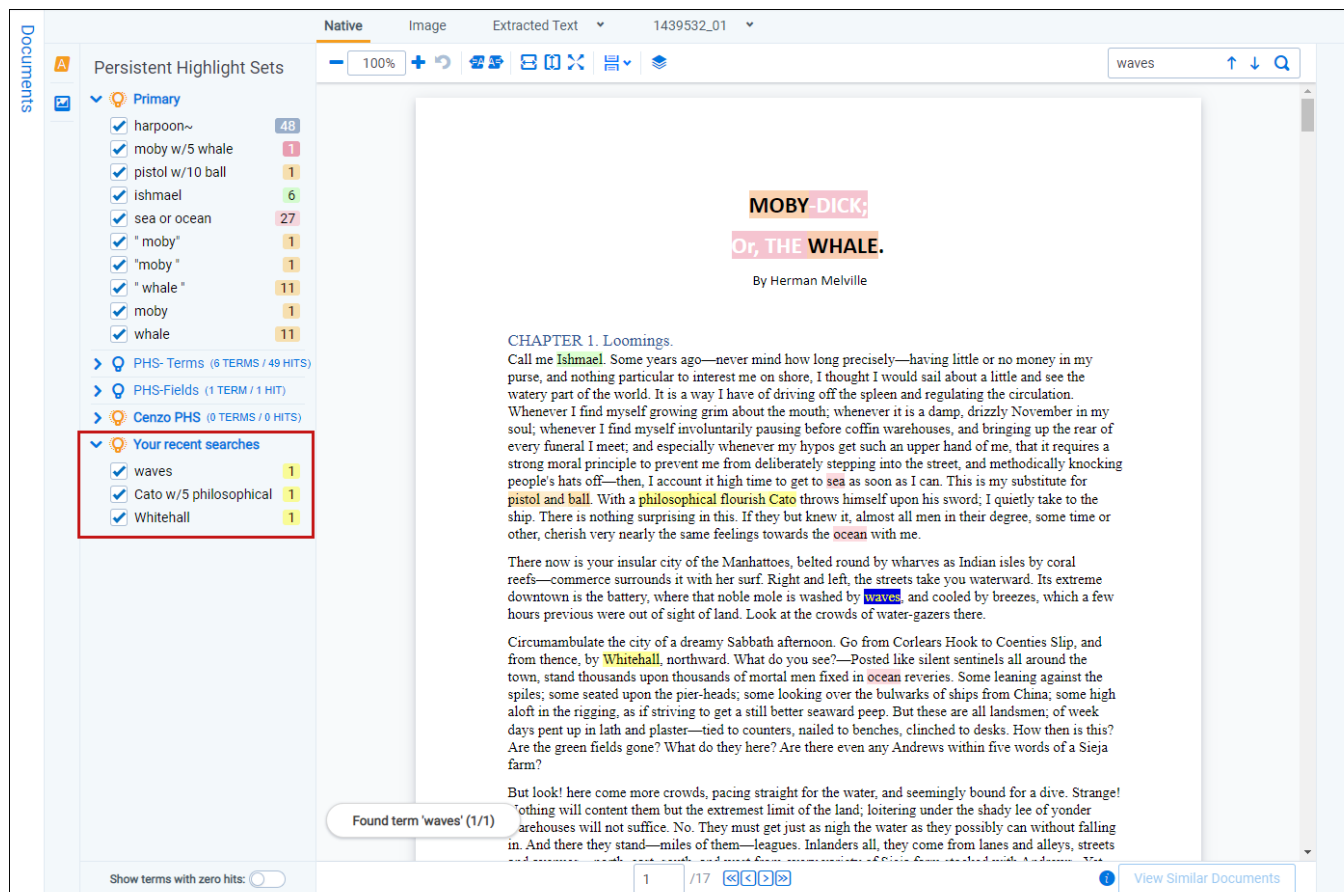 Documents
Native Image Extracted Text 1439532_01
100%
waves
Persistent Highlight Sets
Primary
harpoon~ 48
moby w/5 whale 1
pistol w/10 ball 1
ishmael 6
sea or ocean 27
" moby" 1
"moby " 1
" whale " 11
moby 1
whale 11
PHS- Terms (6 TERMS / 49 HITS)
PHS-Fields (1 TERM / 1 HIT)
Cenzo PHS (0 TERMS / 0 HITS)
Your recent searches
waves 1
Cato w/5 philosophical 1
Whitehall 1
Show terms with zero hits:
MOBY-DICK;
Or, THE WHALE.
By Herman Melville
CHAPTER 1. Loomings.
Call me Ishmael. Some years ago—never mind how long precisely—having little or no money in my
purse, and nothing particular to interest me on shore, I thought I would sail about a little and see the
watery part of the world. It is a way I have of driving off the spleen and regulating the circulation.
Whenever I find myself growing grim about the mouth; whenever it is a damp, drizzly November in my
soul; whenever I find myself involuntarily pausing before coffin warehouses, and bringing up the rear of
every funeral I meet; and especially whenever my hypos get such an upper hand of me, that it requires a
strong moral principle to prevent me from deliberately stepping into the street, and methodically knocking
people's hats off—then, I account it high time to get to sea as soon as I can. This is my substitute for
pistol and ball. With a philosophical flourish Cato throws himself upon his sword; I quietly take to the
ship. There is nothing surprising in this. If they but knew it, almost all men in their degree, some time or
other, cherish very nearly the same feelings towards the ocean with me.
There now is your insular city of the Manhattoes, belted round by wharves as Indian isles by coral
reefs—commerce surrounds it with her surf. Right and left, the streets take you waterward. Its extreme
downtown is the battery, where that noble mole is washed by waves, and cooled by breezes, which a few
hours previous were out of sight of land. Look at the crowds of water-gazers there.
Circumambulate the city of a dreamy Sabbath afternoon. Go from Corlears Hook to Coenties Slip, and
from thence, by Whitehall, northward. What do you see?—Posted like silent sentinels all around the
town, stand thousands upon thousands of mortal men fixed in ocean reveries. Some leaning against the
spiles; some seated upon the pier-heads; some looking over the bulwarks of ships from China; some high
aloft in the rigging, as if striving to get a still better seaward peep. But these are all landsmen; of week
days pent up in lath and plaster—tied to counters, nailed to benches, clinched to desks. How then is this?
Are the green fields gone? What do they here? Are there even any Andrews within five words of a Sieja
farm?
But look! here come more crowds, pacing straight for the water, and seemingly bound for a dive. Strange!
Nothing will content them but the extremest limit of the land; loitering under the shady lee of yonder
warehouses will not suffice. No. They must get just as nigh the water as they possibly can without falling
in. And there they stand—miles of them—leagues. Inlanders all, they come from lanes and alleys, streets
Found term 'waves' (1/1)
1 /17
View Similar Documents